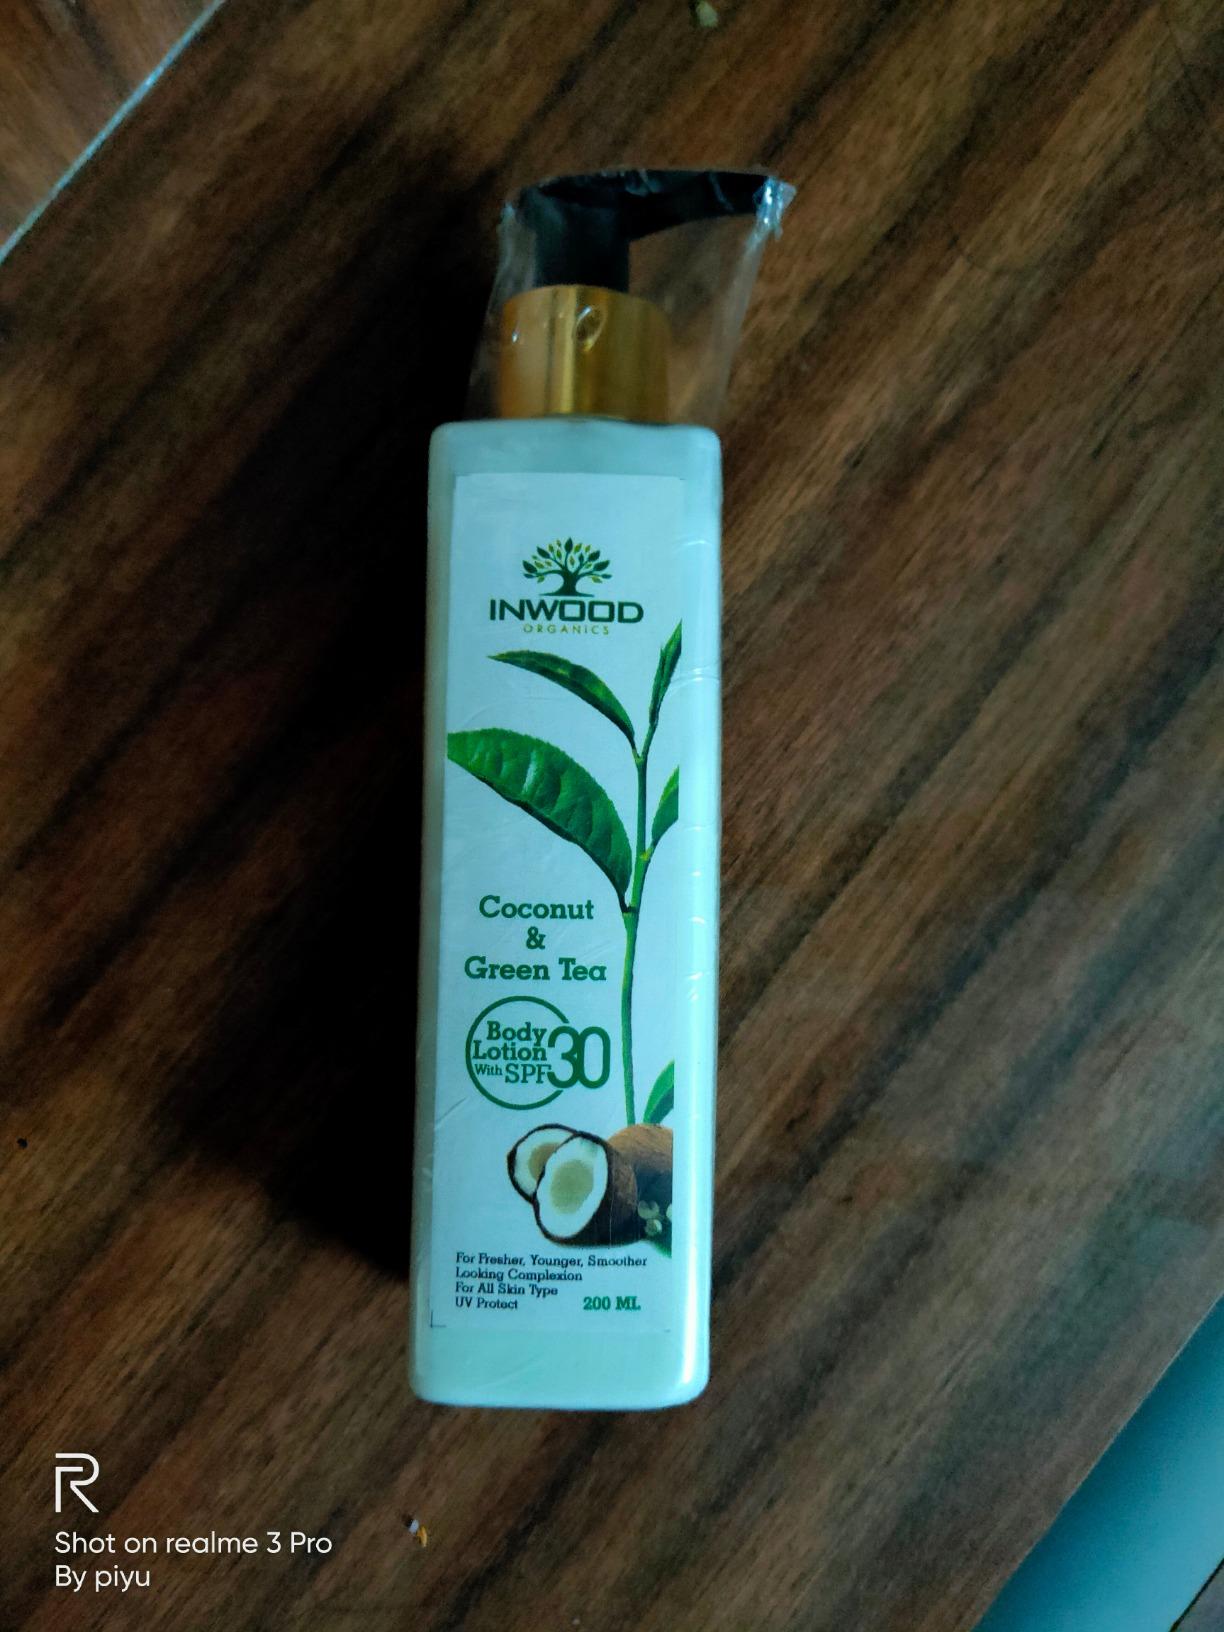 INWOOD
ORGANICS
Coconut
&
Green Tea
Body
Lotion
With SPF 30
For Fresher, Younger, Smoother
Looking Complexion
For All Skin Type
UV Protect 200 ML
R
Shot on realme 3 Pro
By piyu